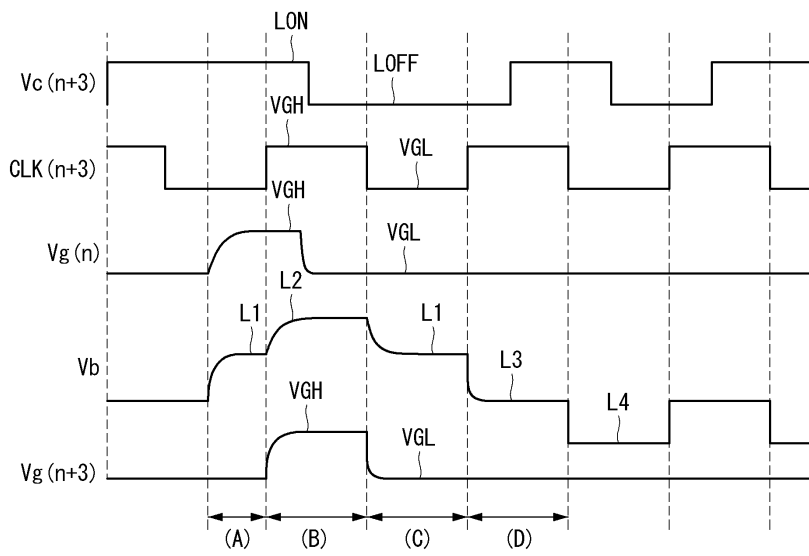 LON
Vc(n+3)
LOFF
VGH
CLK(n+3)
VGL
VGH
Vg(n)
VGL
L2
L1
L1
Vb
L3
VGH
L4
VGL
Vg(n+3)
(A) (B) (C) (D)